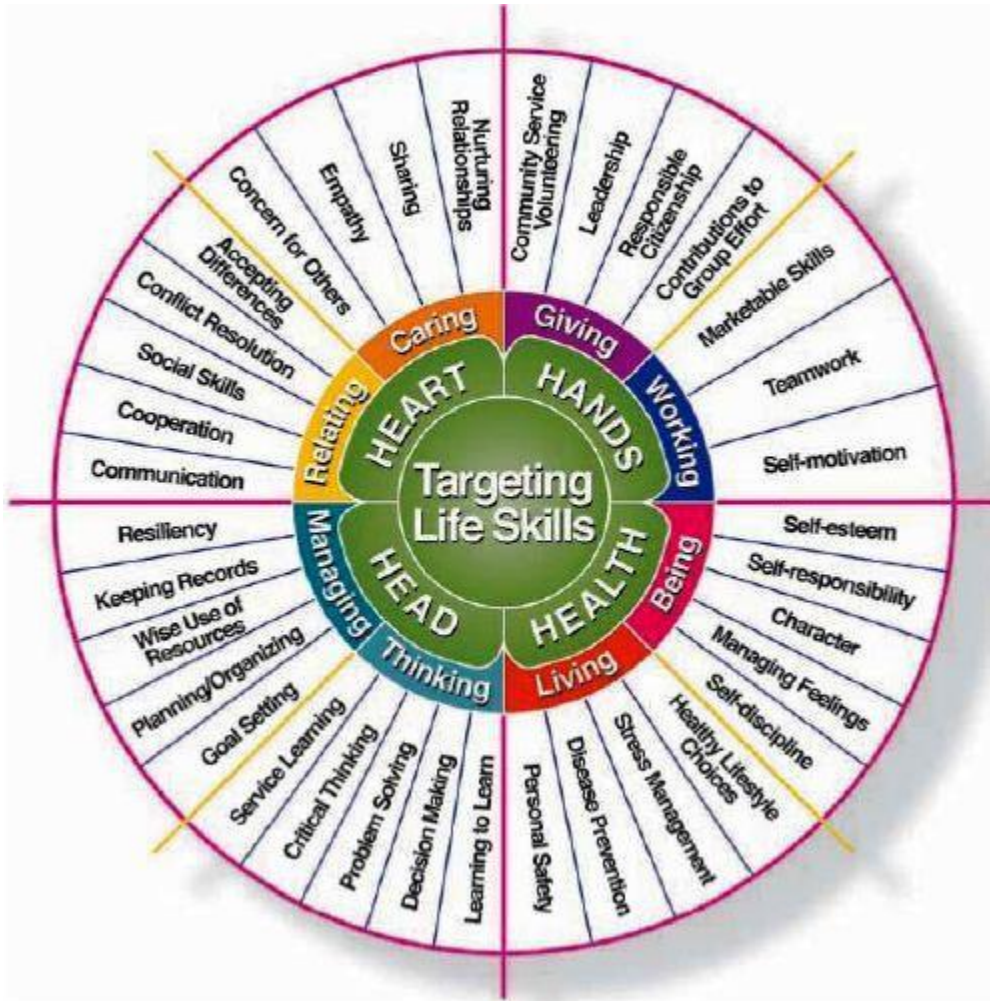 Targeting
Life Skills
HEART
HANDS
HEALTH
HEAD
Caring
Giving
Working
Being
Living
Thinking
Managing
Relating
Nurturing
Relationships
Sharing
Empathy
Concern for Others
Accepting
Differences
Conflict Resolution
Social Skills
Cooperation
Communication
Community Service
Volunteering
Leadership
Responsible
Citizenship
Contributions to
Group Effort
Marketable Skills
Teamwork
Self-motivation
Self-esteem
Self-responsibility
Character
Managing Feelings
Self-discipline
Healthy Lifestyle
Choices
Stress Management
Disease Prevention
Personal Safety
Learning to Learn
Decision Making
Problem Solving
Critical Thinking
Service Learning
Goal Setting
Planning/Organizing
Wise Use of
Resources
Keeping Records
Resiliency